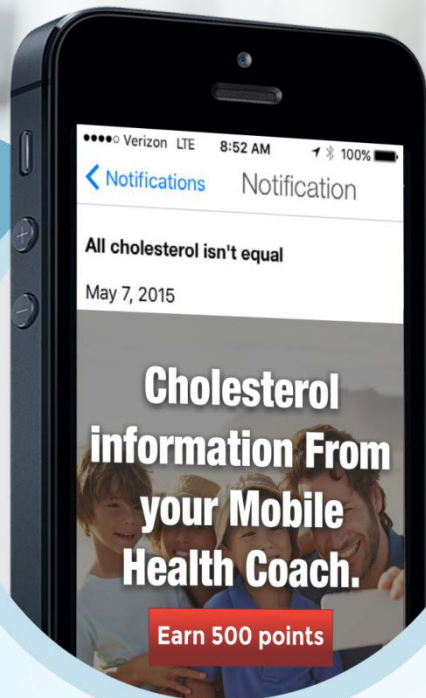 Verizon LTE 8:52 AM 100%
Notifications Notification
All cholesterol isn't equal
May 7, 2015
Cholesterol
information From
your Mobile
Health Coach.
Earn 500 points